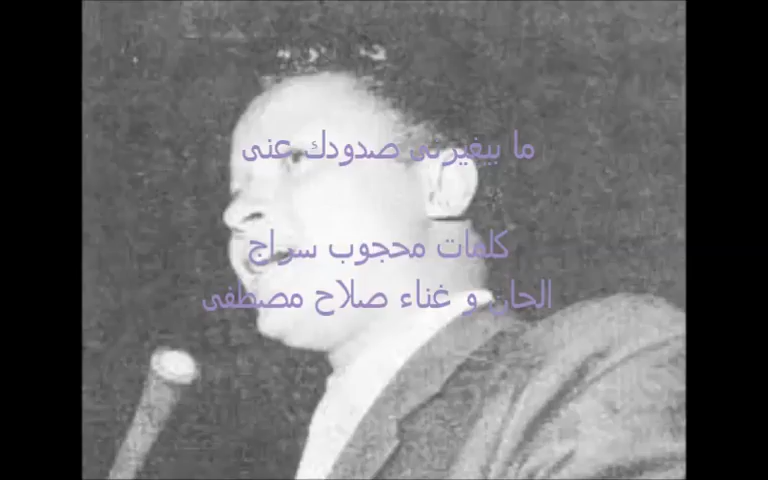 ما بيغيرنى صدودك عنى
كلمات محجوب سراج
الحان و غناء صلاح مصطفى